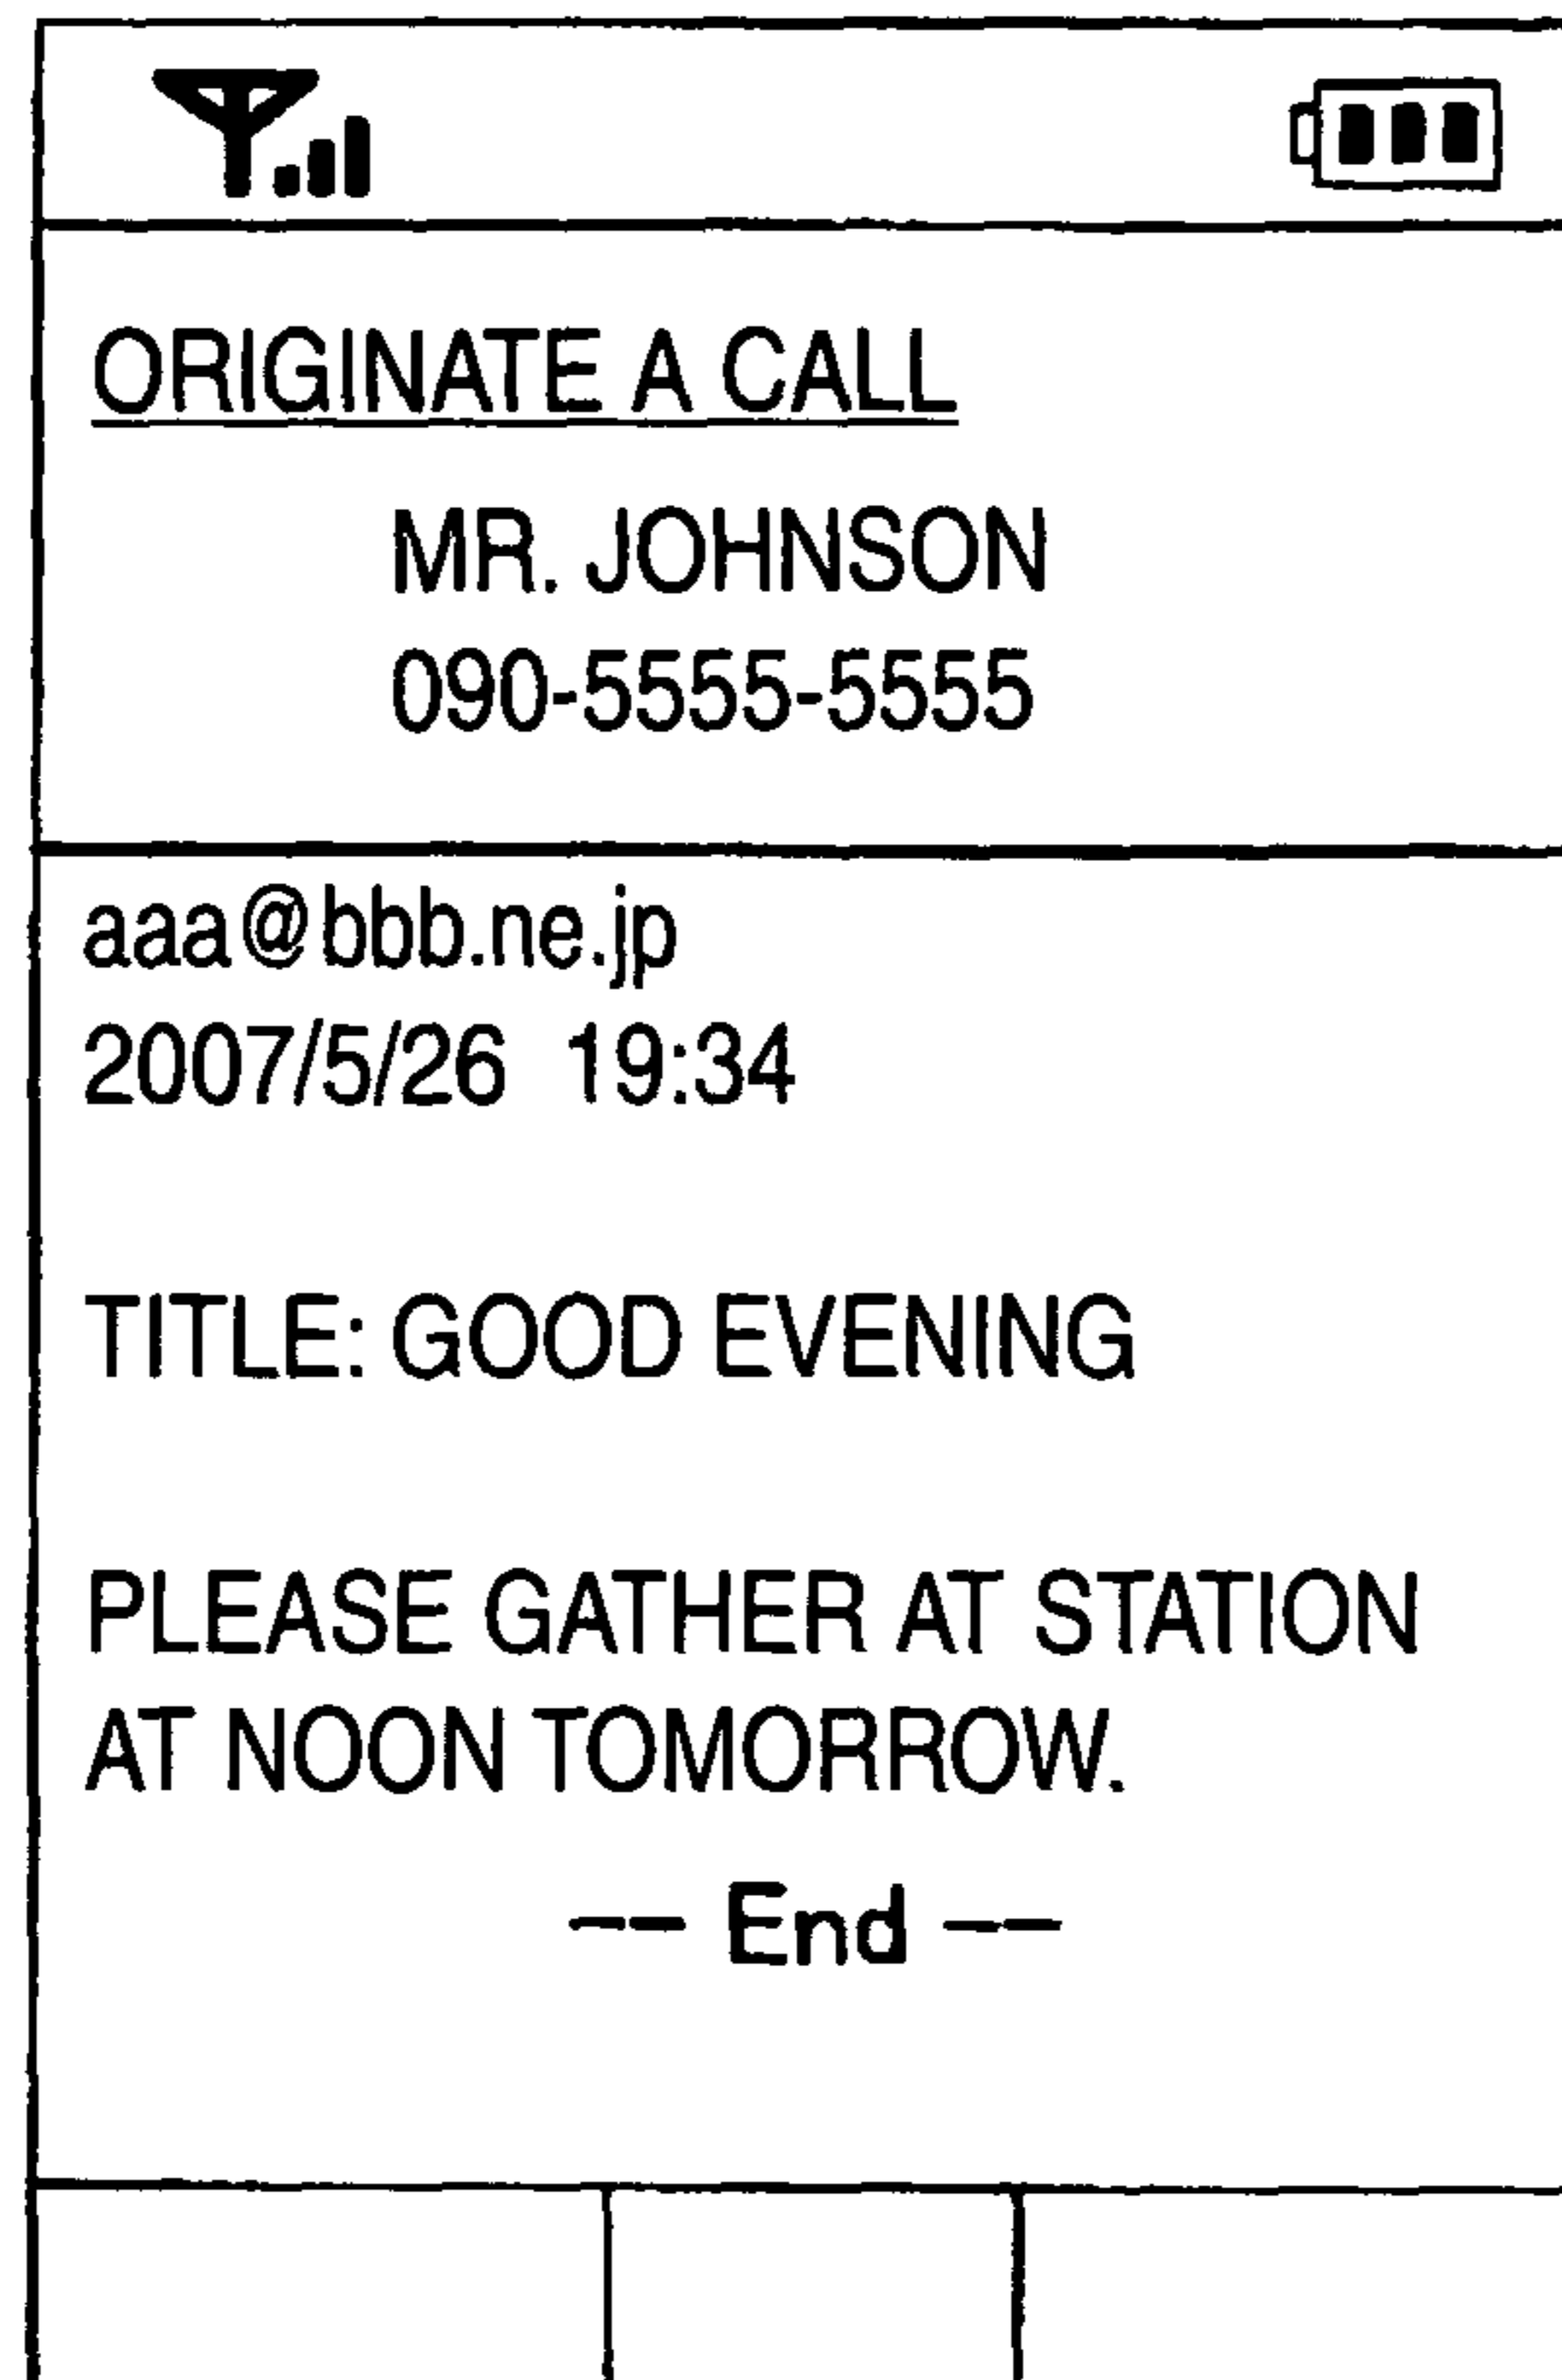 ORIGINATE A CALL
MR. JOHNSON
090-5555-5555
aaa@bbb.ne.jp
2007/5/26 19:34
TITLE: GOOD EVENING
PLEASE GATHER AT STATION
AT NOON TOMORROW.
-- End --